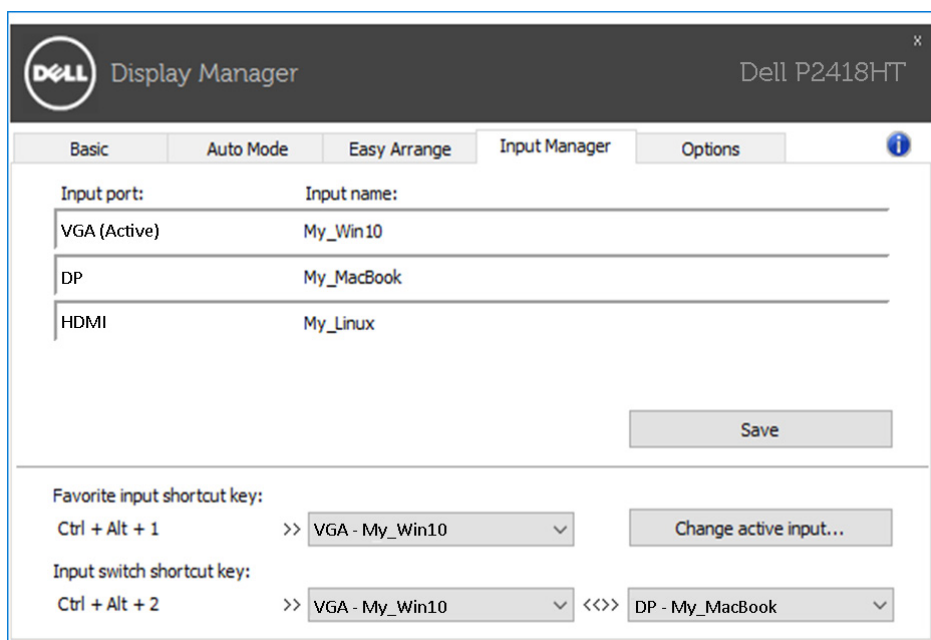 x
DELL Display Manager Dell P2418HT
Basic Auto Mode Easy Arrange Input Manager Options i
Input port: Input name:
VGA (Active) My_Win10
DP My_MacBook
HDMI My_Linux
Save
Favorite input shortcut key:
Ctrl + Alt + 1 >> VGA - My_Win10 Change active input...
Input switch shortcut key:
Ctrl + Alt + 2 >> VGA - My_Win10 <<>> DP - My_MacBook